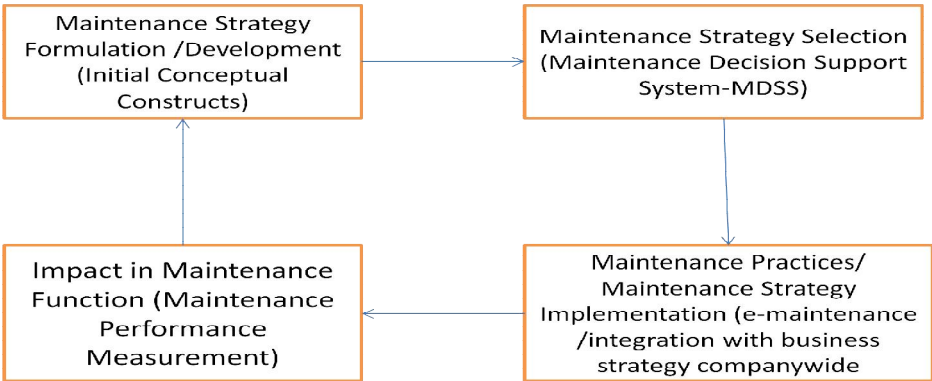 Maintenance Strategy
Formulation /Development
(Initial Conceptual
Constructs)
Maintenance Strategy Selection
(Maintenance Decision Support
System-MDSS)
Impact in Maintenance
Function (Maintenance
Performance
Measurement)
Maintenance Practices/
Maintenance Strategy
Implementation (e-maintenance
/integration with business
strategy companywide